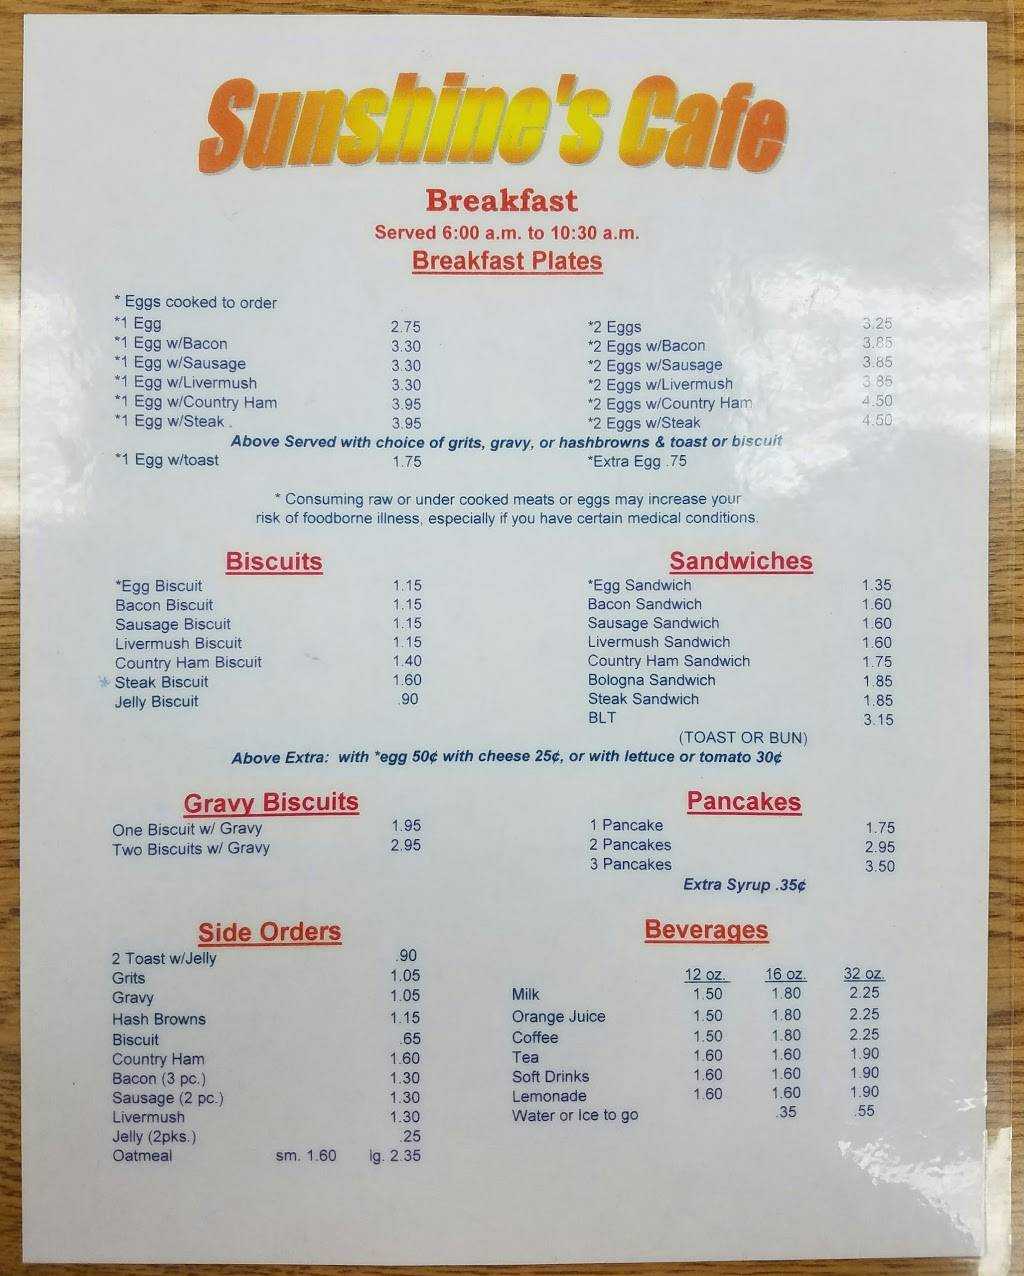 Sunshine's Cafe
Breakfast
Served 6:00 a.m. to 10:30 a.m.
Breakfast Plates
* Eggs cooked to order
*1 Egg 2.75 *2 Eggs 3.25
*1 Egg w/Bacon 3.30 *2 Eggs w/Bacon 3.85
*1 Egg w/Sausage 3.30 *2 Eggs w/Sausage 3.85
*1 Egg w/Livermush 3.30 *2 Eggs w/Livermush 3.85
*1 Egg w/Country Ham 3.95 *2 Eggs w/Country Ham 4.50
*1 Egg w/Steak . 3.95 *2 Eggs w/Steak 4.50
Above Served with choice of grits, gravy, or hashbrowns & toast or biscuit
*1 Egg w/toast 1.75 *Extra Egg .75
* Consuming raw or under cooked meats or eggs may increase your
risk of foodborne illness, especially if you have certain medical conditions.
Biscuits
*Egg Biscuit 1.15
Bacon Biscuit 1.15
Sausage Biscuit 1.15
Livermush Biscuit 1.15
Country Ham Biscuit 1.40
* Steak Biscuit 1.60
Jelly Biscuit .90
Sandwiches
*Egg Sandwich 1.35
Bacon Sandwich 1.60
Sausage Sandwich 1.60
Livermush Sandwich 1.60
Country Ham Sandwich 1.75
Bologna Sandwich 1.85
Steak Sandwich 1.85
BLT 3.15
(TOAST OR BUN)
Above Extra: with *egg 50¢ with cheese 25¢, or with lettuce or tomato 30¢
Gravy Biscuits
One Biscuit w/ Gravy 1.95
Two Biscuits w/ Gravy 2.95
Pancakes
1 Pancake 1.75
2 Pancakes 2.95
3 Pancakes 3.50
Extra Syrup .35¢
Side Orders
2 Toast w/Jelly .90
Grits 1.05
Gravy 1.05
Hash Browns 1.15
Biscuit .65
Country Ham 1.60
Bacon (3 pc.) 1.30
Sausage (2 pc.) 1.30
Livermush 1.30
Jelly (2pks.) .25
Oatmeal sm. 1.60 lg. 2.35
Beverages
12 oz. 16 oz. 32 oz.
Milk 1.50 1.80 2.25
Orange Juice 1.50 1.80 2.25
Coffee 1.50 1.80 2.25
Tea 1.60 1.60 1.90
Soft Drinks 1.60 1.60 1.90
Lemonade 1.60 1.60 1.90
Water or Ice to go .35 .55